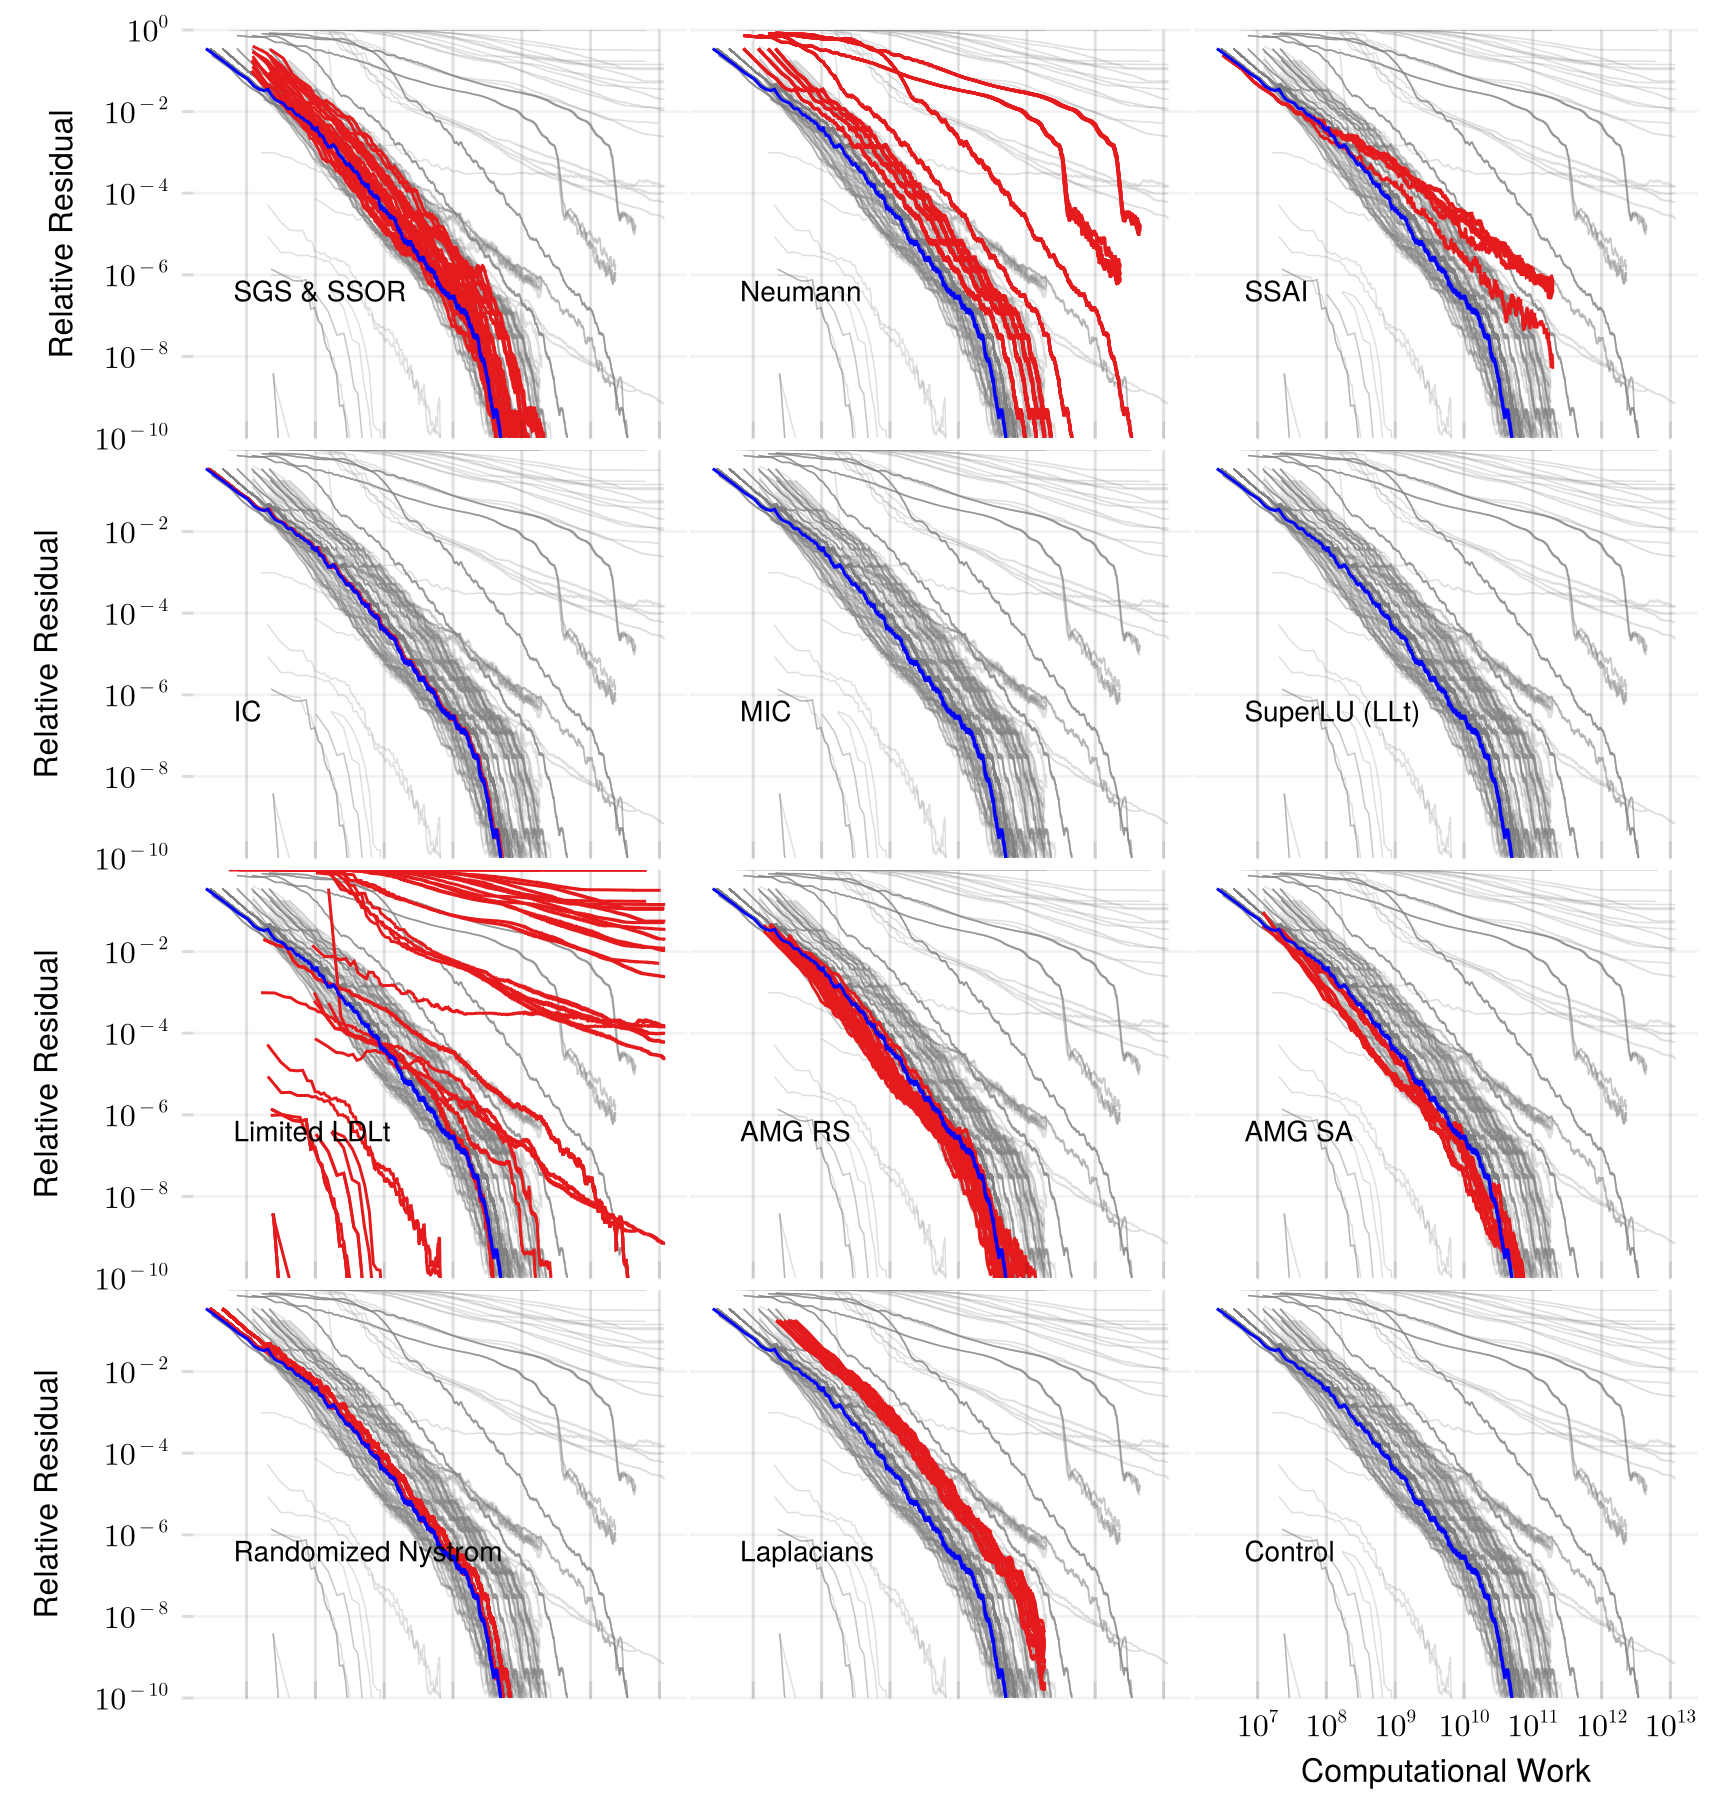 10^0
10^-2
10^-4
10^-6
10^-8
10^-10
Relative Residual
SGS & SSOR
Neumann
SSAI
10^-2
10^-4
10^-6
10^-8
10^-10
Relative Residual
IC
MIC
SuperLU (LLt)
10^-2
10^-4
10^-6
10^-8
10^-10
Relative Residual
Limited LDLt
AMG RS
AMG SA
10^-2
10^-4
10^-6
10^-8
10^-10
Relative Residual
Randomized Nystrom
Laplacians
Control
10^7 10^8 10^9 10^10 10^11 10^12 10^13
Computational Work